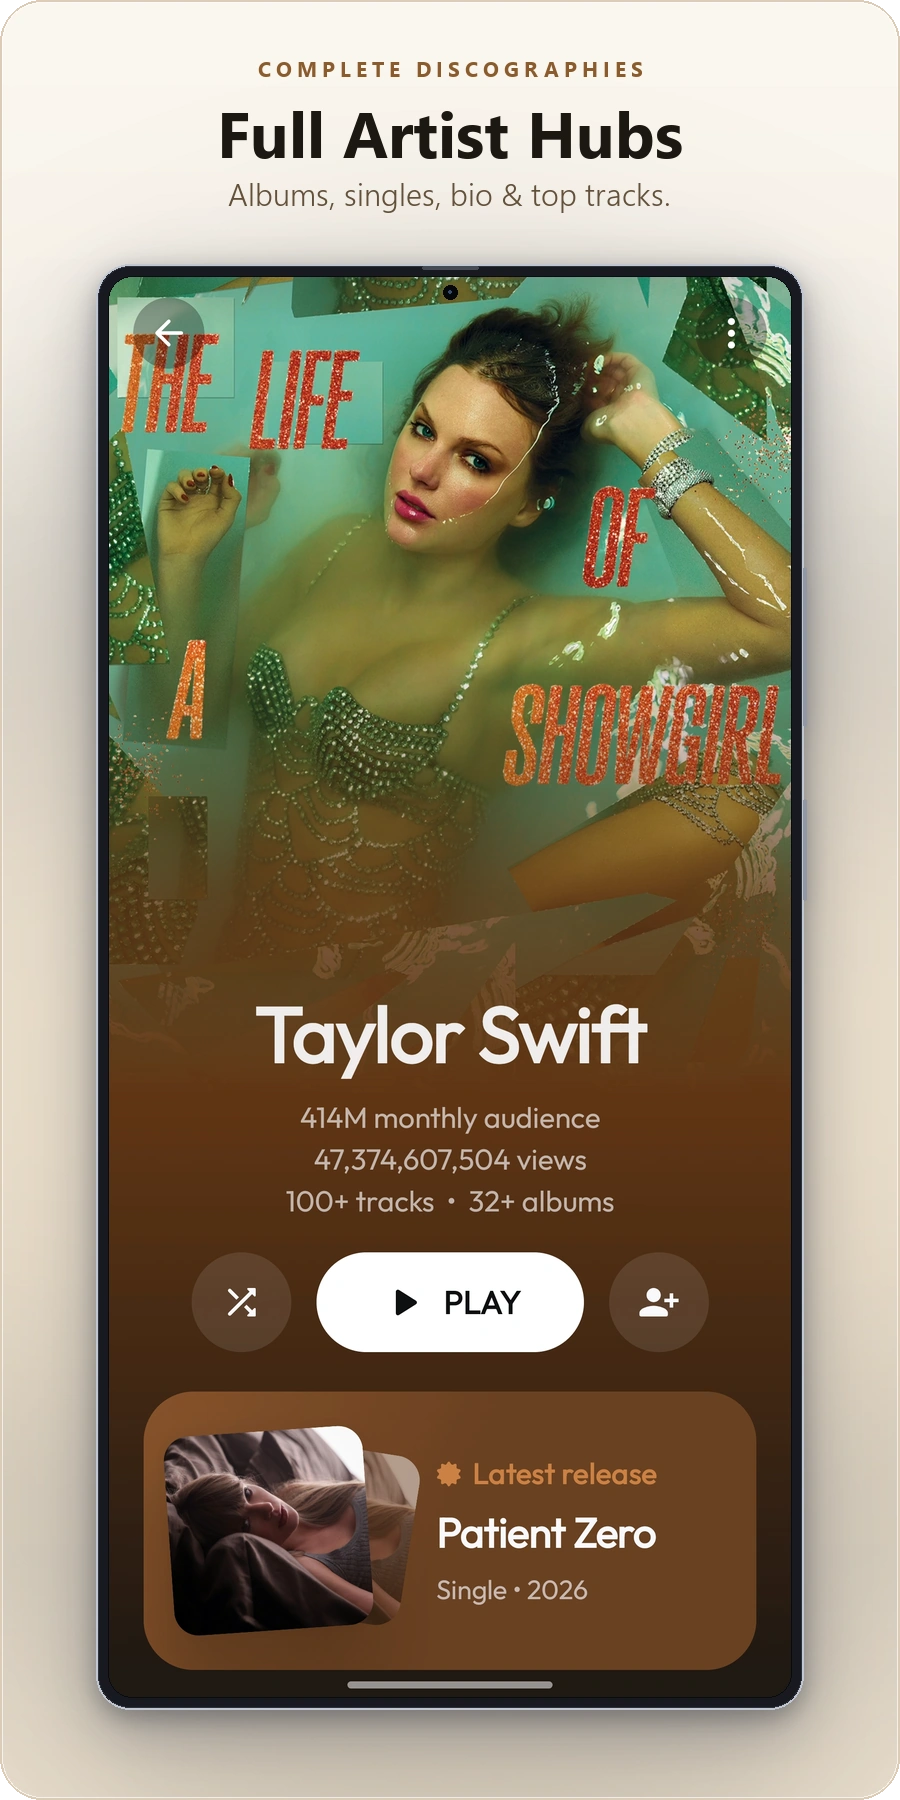 COMPLETE DISCOGRAPHIES
Full Artist Hubs
Albums, singles, bio & top tracks.
THE LIFE
OF
A
SHOWGIRL
Taylor Swift
414M monthly audience
47,374,607,504 views
100+ tracks • 32+ albums
PLAY
Latest release
Patient Zero
Single • 2026